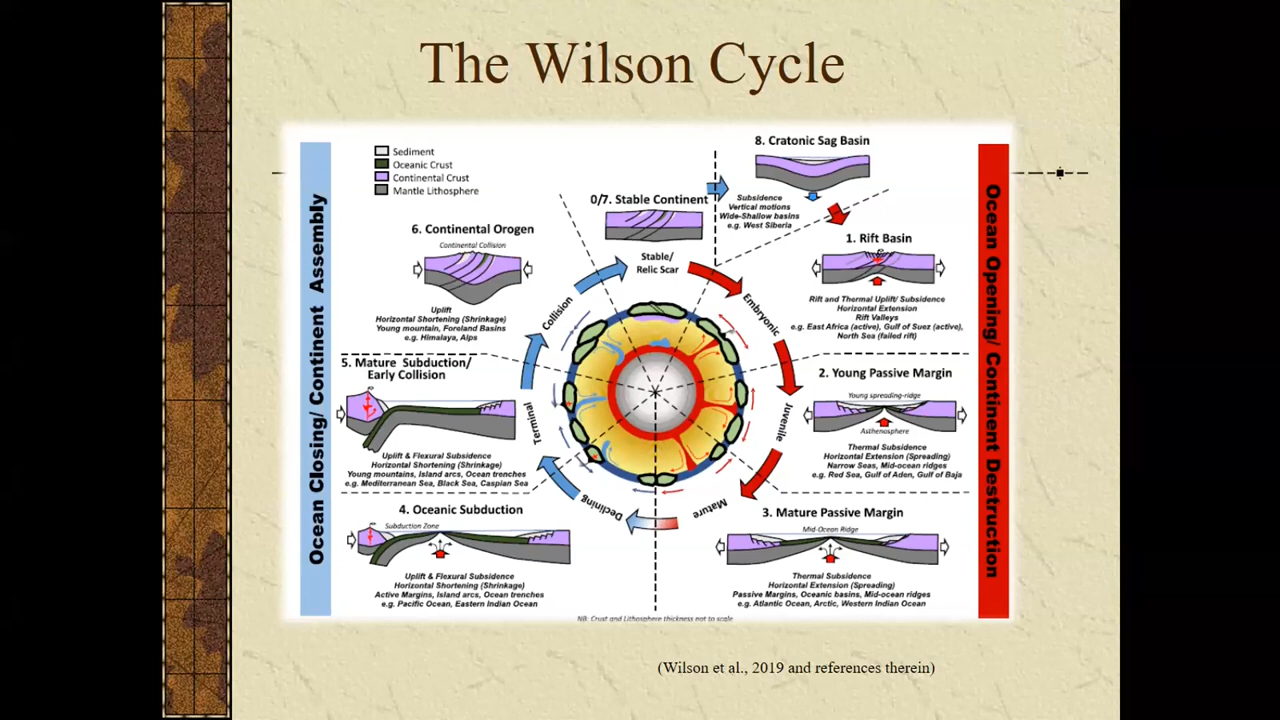 The Wilson Cycle
Ocean Closing/ Continent Assembly
Sediment
Oceanic Crust
Continental Crust
Mantle Lithosphere
8. Cratonic Sag Basin
Subsidence
Vertical motions
Wide-Shallow basins
e.g. West Siberia
0/7. Stable Continent
Stable/
Relic Scar
6. Continental Orogen
Continental Collision
Uplift
Horizontal Shortening (Shrinkage)
Young mountain, Foreland Basins
e.g. Himalaya, Alps
Collision
Embryonic
1. Rift Basin
Rift and Thermal Uplift/ Subsidence
Horizontal Extension
Rift Valleys
e.g. East Africa (active), Gulf of Suez (active),
North Sea (failed rift)
5. Mature Subduction/
Early Collision
Uplift & Flexural Subsidence
Horizontal Shortening (Shrinkage)
Young mountains, Island arcs, Ocean trenches
e.g. Mediterranean Sea, Black Sea, Caspian Sea
Terminal
Juvenile
2. Young Passive Margin
Young spreading-ridge
Asthenosphere
Thermal Subsidence
Horizontal Extension (Spreading)
Narrow Seas, Mid-ocean ridges
e.g. Red Sea, Gulf of Aden, Gulf of Baja
4. Oceanic Subduction
Subduction Zone
Uplift & Flexural Subsidence
Horizontal Shortening (Shrinkage)
Active Margins, Island arcs, Ocean trenches
e.g. Pacific Ocean, Eastern Indian Ocean
Declining
Mature
3. Mature Passive Margin
Mid-Ocean Ridge
Thermal Subsidence
Horizontal Extension (Spreading)
Passive Margins, Oceanic basins, Mid-ocean ridges
e.g. Atlantic Ocean, Arctic, Western Indian Ocean
Ocean Opening/ Continent Destruction
NB: Crust and Lithosphere thickness not to scale
(Wilson et al., 2019 and references therein)